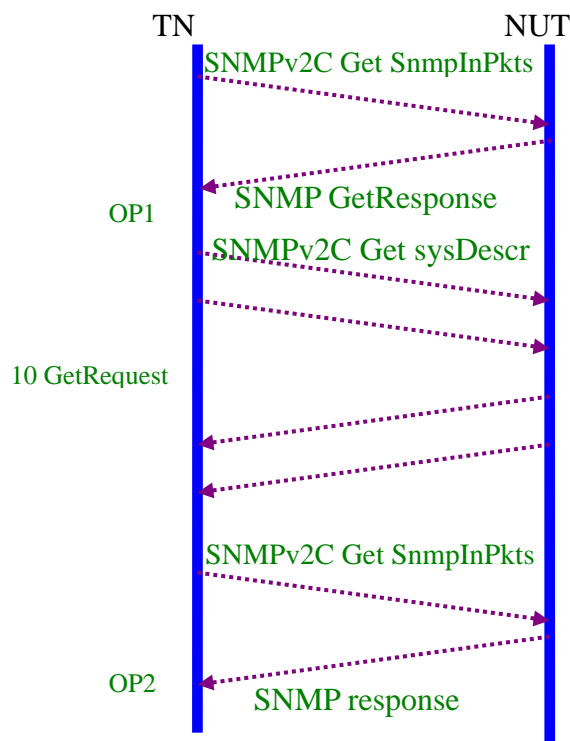 TN
NUT
SNMPv2C Get SnmpInPkts
SNMP GetResponse
OP1
SNMPv2C Get sysDescr
10 GetRequest
SNMPv2C Get SnmpInPkts
OP2
SNMP response